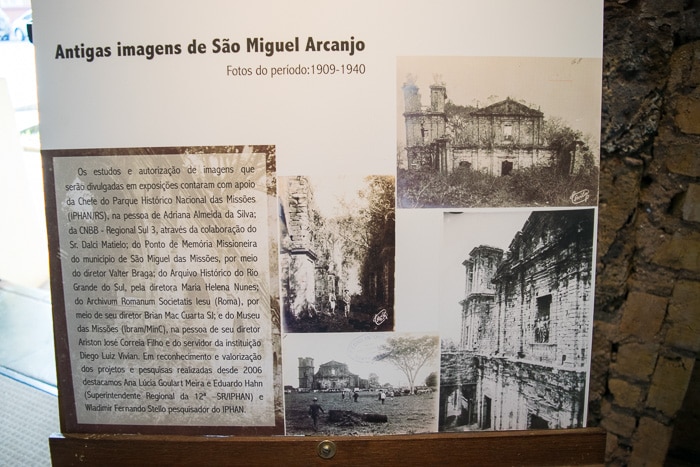 Antigas imagens de São Miguel Arcanjo
Fotos do período:1909-1940
Os estudos e autorização de imagens que
serão divulgadas em exposições contaram com apoio
da Chefe do Parque Histórico Nacional das Missões
(IPHAN/RS), na pessoa de Adriana Almeida da Silva;
da CNBB - Regional Sul 3, através da colaboração do
Sr. Dalci Matielo; do Ponto de Memória Missioneira
do município de São Miguel das Missões, por meio
do diretor Valter Braga; do Arquivo Histórico do Rio
Grande do Sul, pela diretora Maria Helena Nunes;
do Archivum Romanum Societatis Iesu (Roma), por
meio de seu diretor Brian Mac Cuarta SJ; e do Museu
das Missões (Ibram/MinC), na pessoa de seu diretor
Ariston José Correia Filho e do servidor da instituição
Diego Luiz Vivian. Em reconhecimento e valorização
dos projetos e pesquisas realizadas desde 2006
destacamos Ana Lúcia Goulart Meira e Eduardo Hahn
(Superintendente Regional da 12ª –SR/IPHAN) e
Wladimir Fernando Stello pesquisador do IPHAN.